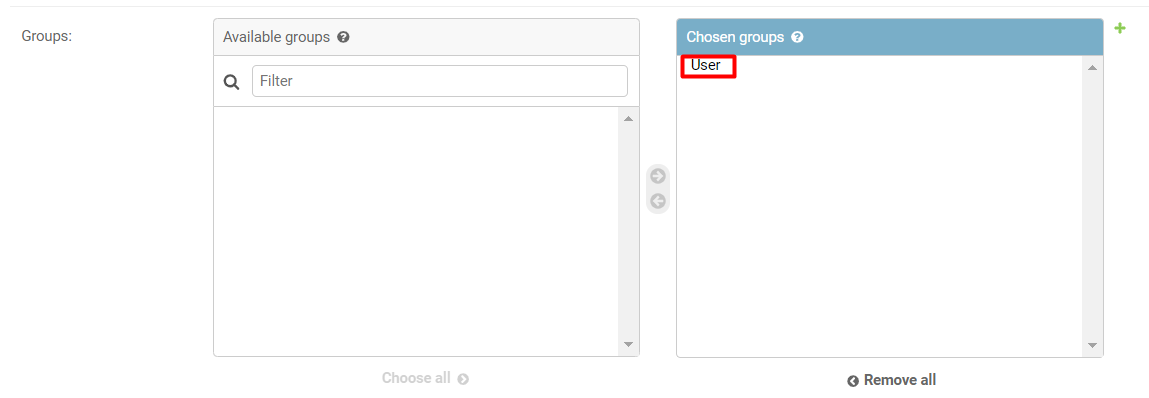 Groups:
Available groups
Filter
Choose all
Chosen groups
User
Remove all